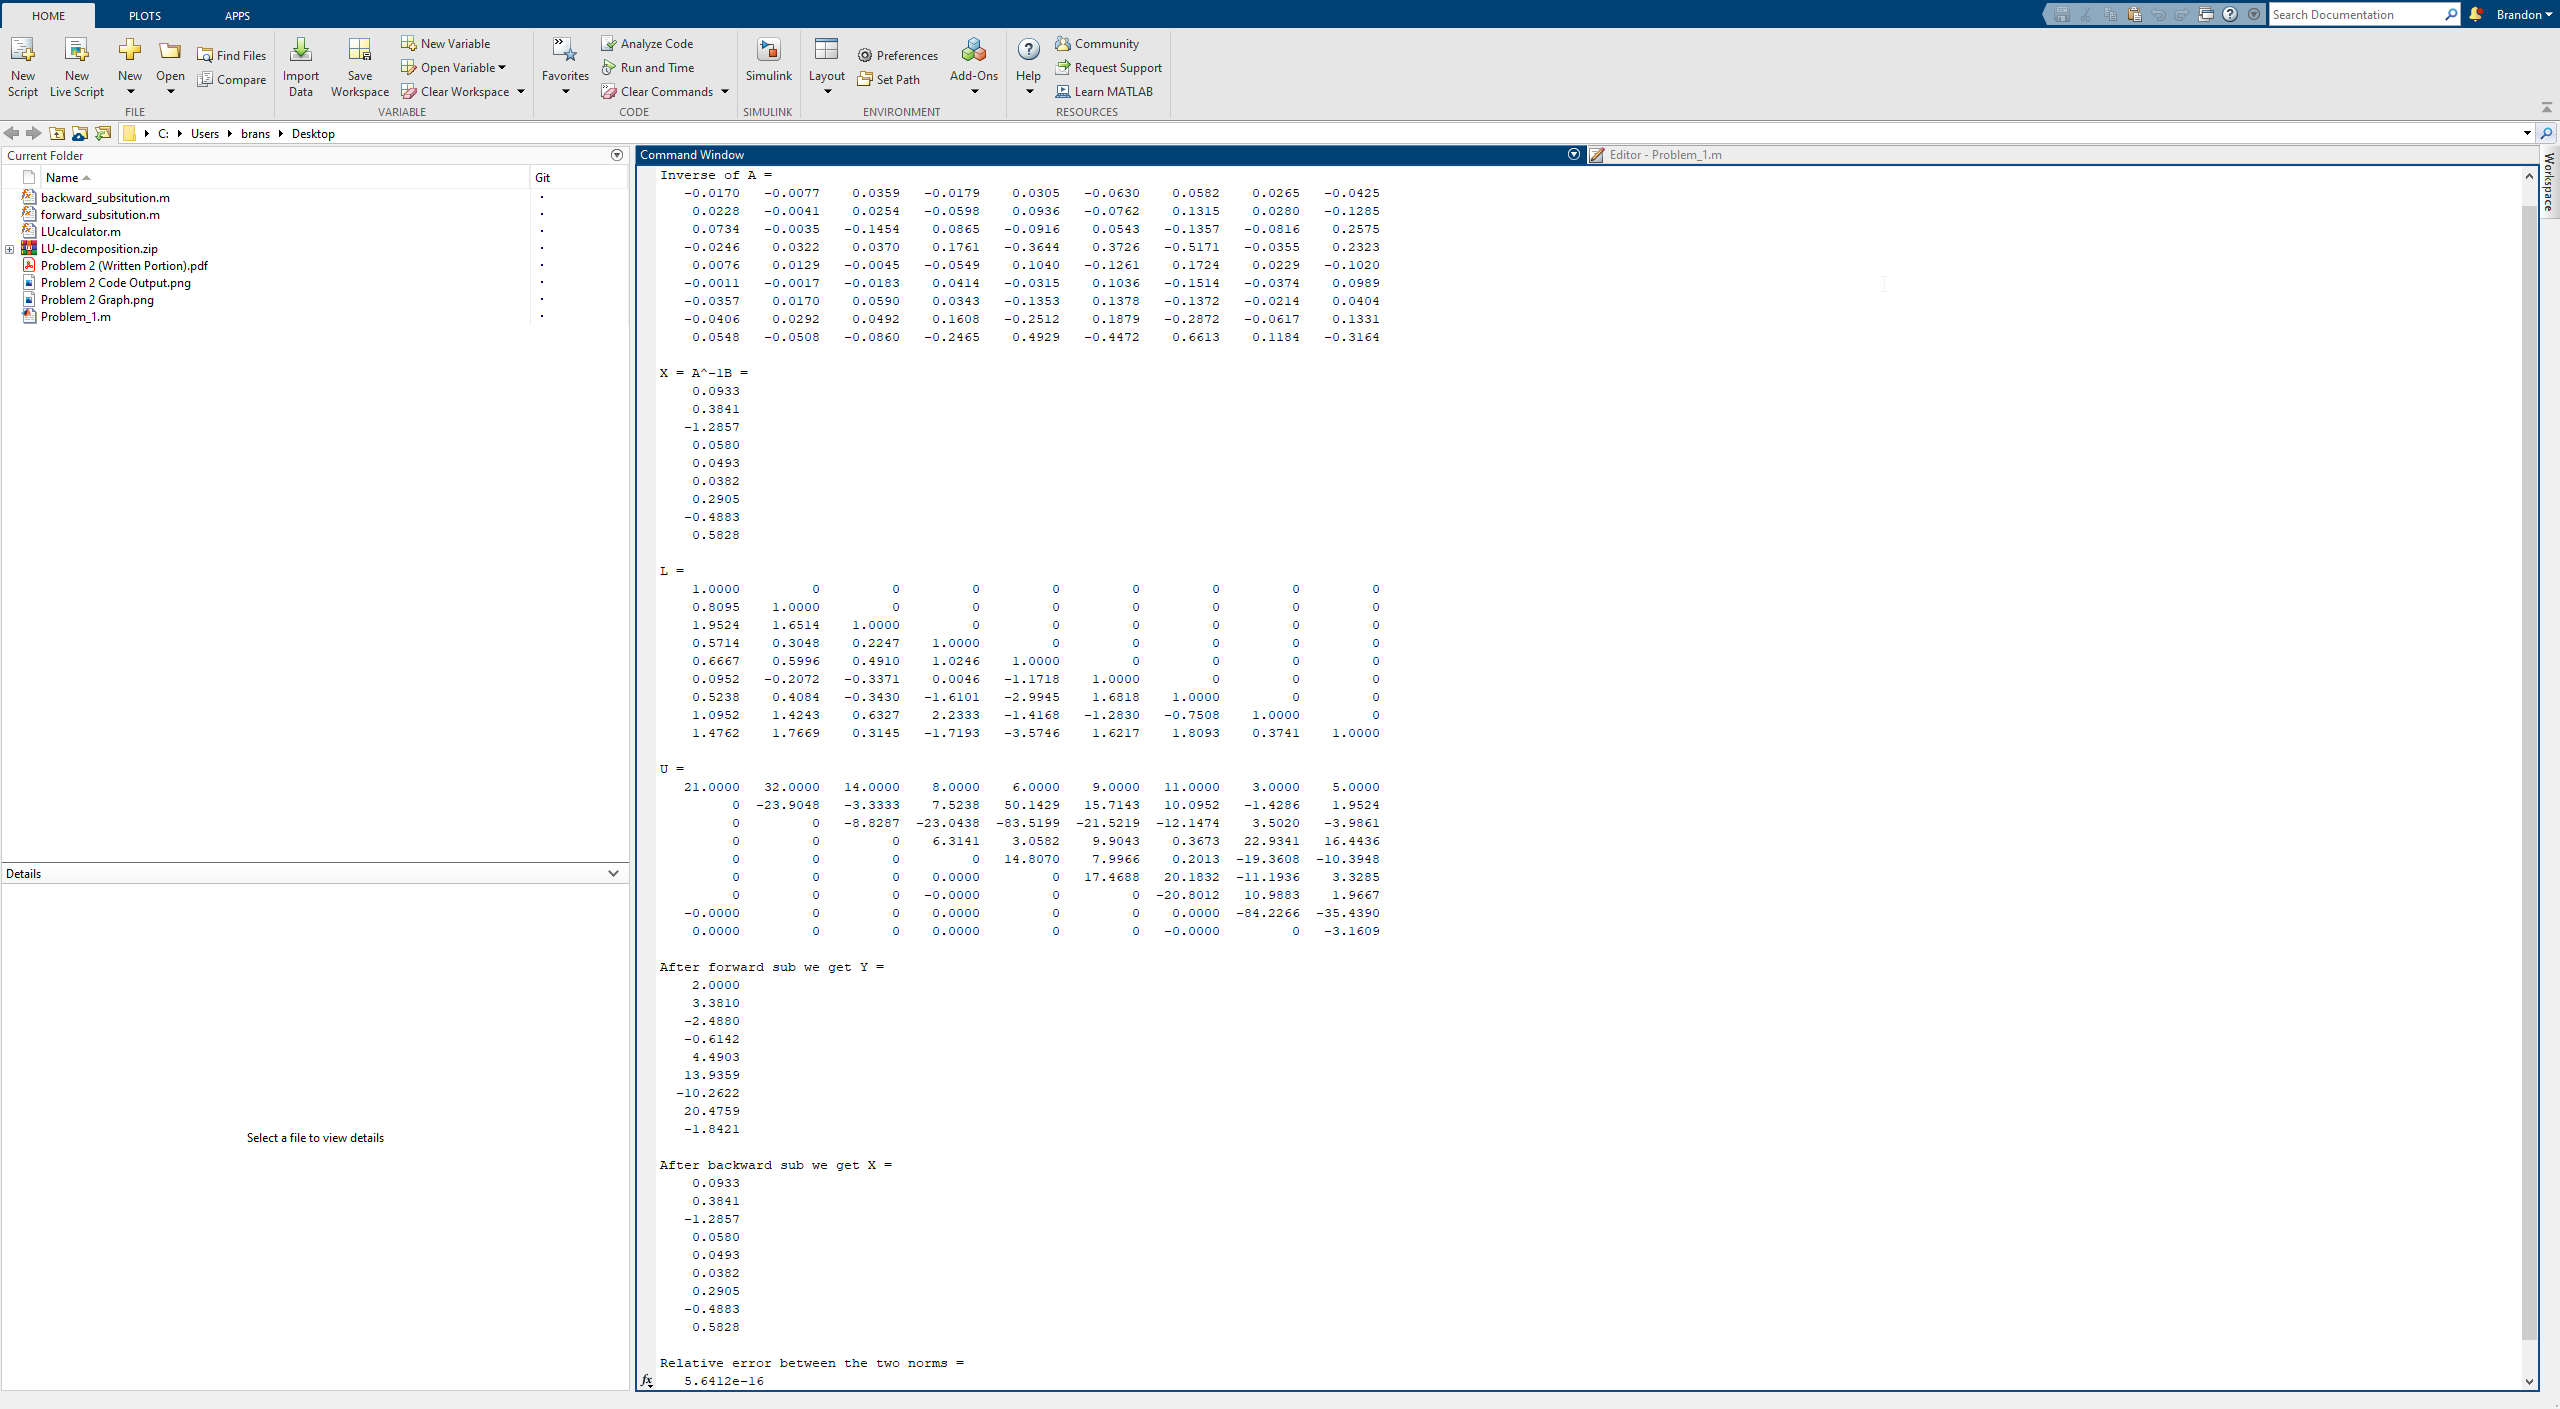 HOME PLOTS APPS
Search Documentation Brandon
New Script
New Live Script
New
Open
Find Files
Compare
FILE
Import Data
Save Workspace
New Variable
Open Variable
Clear Workspace
VARIABLE
Favorites
Analyze Code
Run and Time
Clear Commands
CODE
Simulink
SIMULINK
Layout
Preferences
Set Path
Add-Ons
ENVIRONMENT
Help
Community
Request Support
Learn MATLAB
RESOURCES
C: Users brans Desktop
Current Folder
Name Git
backward_subsitution.m
forward_subsitution.m
LUcalculator.m
LU-decomposition.zip
Problem 2 (Written Portion).pdf
Problem 2 Code Output.png
Problem 2 Graph.png
Problem_1.m
Details
Select a file to view details
Command Window
Editor - Problem_1.m
Workspace
Inverse of A =
-0.0170 -0.0077 0.0359 -0.0179 0.0305 -0.0630 0.0582 0.0265 -0.0425
0.0228 -0.0041 0.0254 -0.0598 0.0936 -0.0762 0.1315 0.0280 -0.1285
0.0734 -0.0035 -0.1454 0.0865 -0.0916 0.0543 -0.1357 -0.0816 0.2575
-0.0246 0.0322 0.0370 0.1761 -0.3644 0.3726 -0.5171 -0.0355 0.2323
0.0076 0.0129 -0.0045 -0.0549 0.1040 -0.1261 0.1724 0.0229 -0.1020
-0.0011 -0.0017 -0.0183 0.0414 -0.0315 0.1036 -0.1514 -0.0374 0.0989
-0.0357 0.0170 0.0590 0.0343 -0.1353 0.1378 -0.1372 -0.0214 0.0404
-0.0406 0.0292 0.0492 0.1608 -0.2512 0.1879 -0.2872 -0.0617 0.1331
0.0548 -0.0508 -0.0860 -0.2465 0.4929 -0.4472 0.6613 0.1184 -0.3164
X = A^-1B =
0.0933
0.3841
-1.2857
0.0580
0.0493
0.0382
0.2905
-0.4883
0.5828
L =
1.0000 0 0 0 0 0 0 0 0
0.8095 1.0000 0 0 0 0 0 0 0
1.9524 1.6514 1.0000 0 0 0 0 0 0
0.5714 0.3048 0.2247 1.0000 0 0 0 0 0
0.6667 0.5996 0.4910 1.0246 1.0000 0 0 0 0
0.0952 -0.2072 -0.3371 0.0046 -1.1718 1.0000 0 0 0
0.5238 0.4084 -0.3430 -1.6101 -2.9945 1.6818 1.0000 0 0
1.0952 1.4243 0.6327 2.2333 -1.4168 -1.2830 -0.7508 1.0000 0
1.4762 1.7669 0.3145 -1.7193 -3.5746 1.6217 1.8093 0.3741 1.0000
U =
21.0000 32.0000 14.0000 8.0000 6.0000 9.0000 11.0000 3.0000 5.0000
0 -23.9048 -3.3333 7.5238 50.1429 15.7143 10.0952 -1.4286 1.9524
0 0 -8.8287 -23.0438 -83.5199 -21.5219 -12.1474 3.5020 -3.9861
0 0 0 6.3141 3.0582 9.9043 0.3673 22.9341 16.4436
0 0 0 0 14.8070 7.9966 0.2013 -19.3608 -10.3948
0 0 0 0.0000 0 17.4688 20.1832 -11.1936 3.3285
0 0 0 -0.0000 0 0 -20.8012 10.9883 1.9667
-0.0000 0 0 0.0000 0 0 0.0000 -84.2266 -35.4390
0.0000 0 0 0.0000 0 0 -0.0000 0 -3.1609
After forward sub we get Y =
2.0000
3.3810
-2.4880
-0.6142
4.4903
13.9359
-10.2622
20.4759
-1.8421
After backward sub we get X =
0.0933
0.3841
-1.2857
0.0580
0.0493
0.0382
0.2905
-0.4883
0.5828
Relative error between the two norms =
fx 5.6412e-16